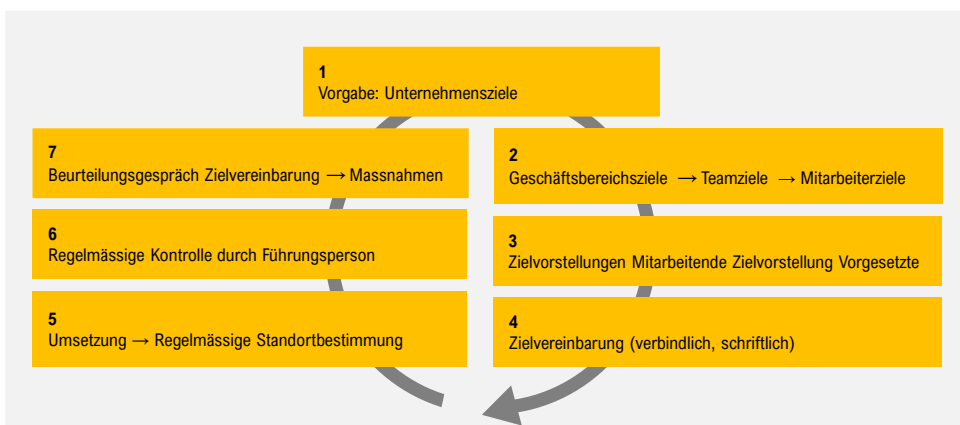 1
Vorgabe: Unternehmensziele
2
Geschäftsbereichsziele → Teamziele → Mitarbeiterziele
3
Zielvorstellungen Mitarbeitende Zielvorstellung Vorgesetzte
4
Zielvereinbarung (verbindlich, schriftlich)
5
Umsetzung → Regelmässige Standortbestimmung
6
Regelmässige Kontrolle durch Führungsperson
7
Beurteilungsgespräch Zielvereinbarung → Massnahmen